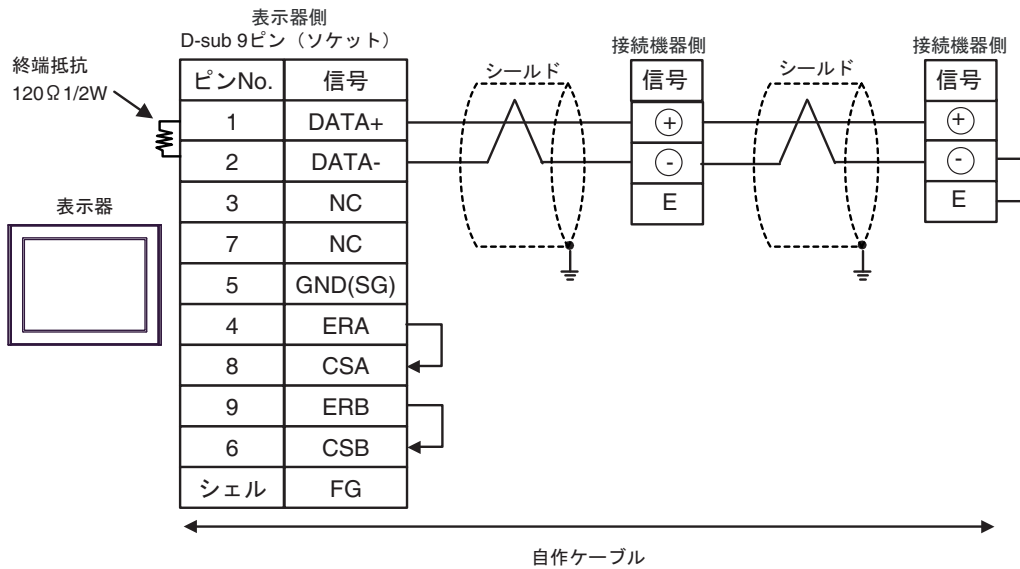 表示器側
D-sub 9ピン（ソケット）
終端抵抗
120Ω1/2W
表示器
ピンNo. 信号
1 DATA+
2 DATA-
3 NC
7 NC
5 GND(SG)
4 ERA
8 CSA
9 ERB
6 CSB
シェル FG
シールド
接続機器側
信号
+
-
E
シールド
接続機器側
信号
+
-
E
自作ケーブル